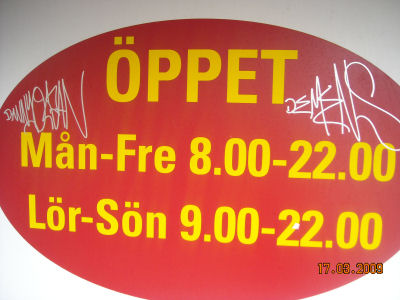 ÖPPET
Mån-Fre 8.00-22.00
Lör-Sön 9.00-22.00
17.03.2009